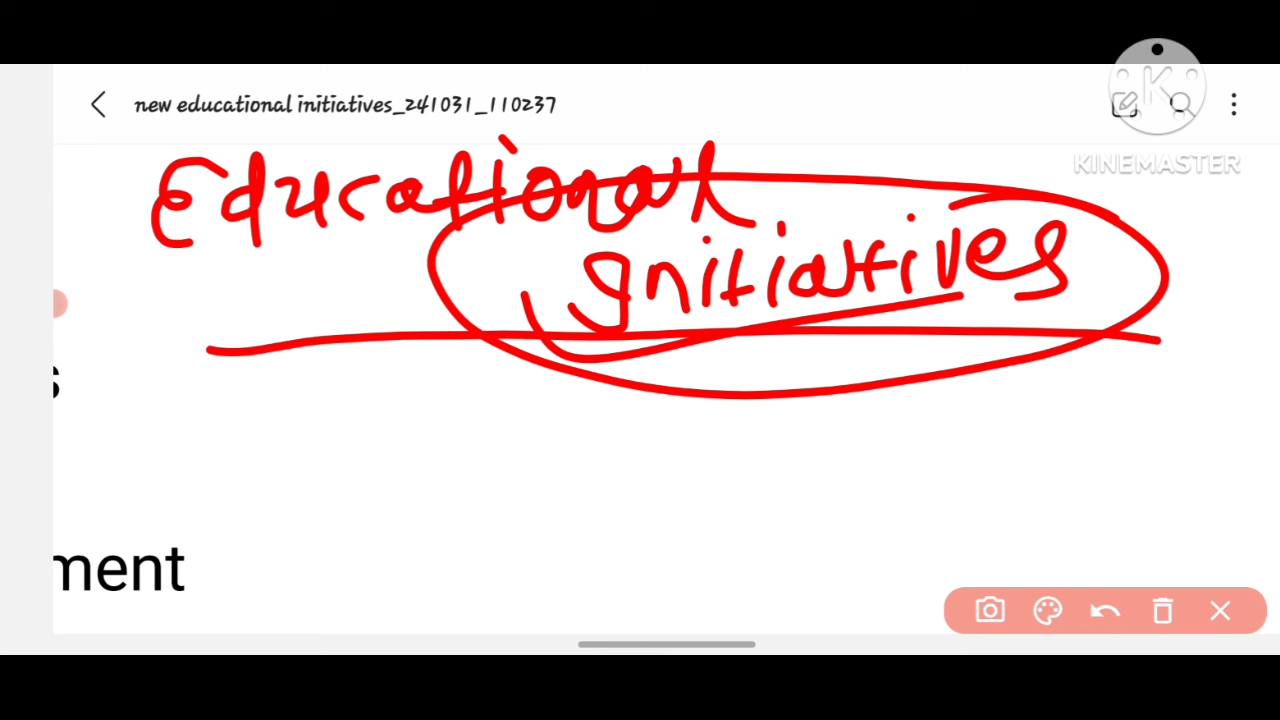 new educational initiatives_241031_110237
KINEMASTER
Educational
Initiatives
s
ment